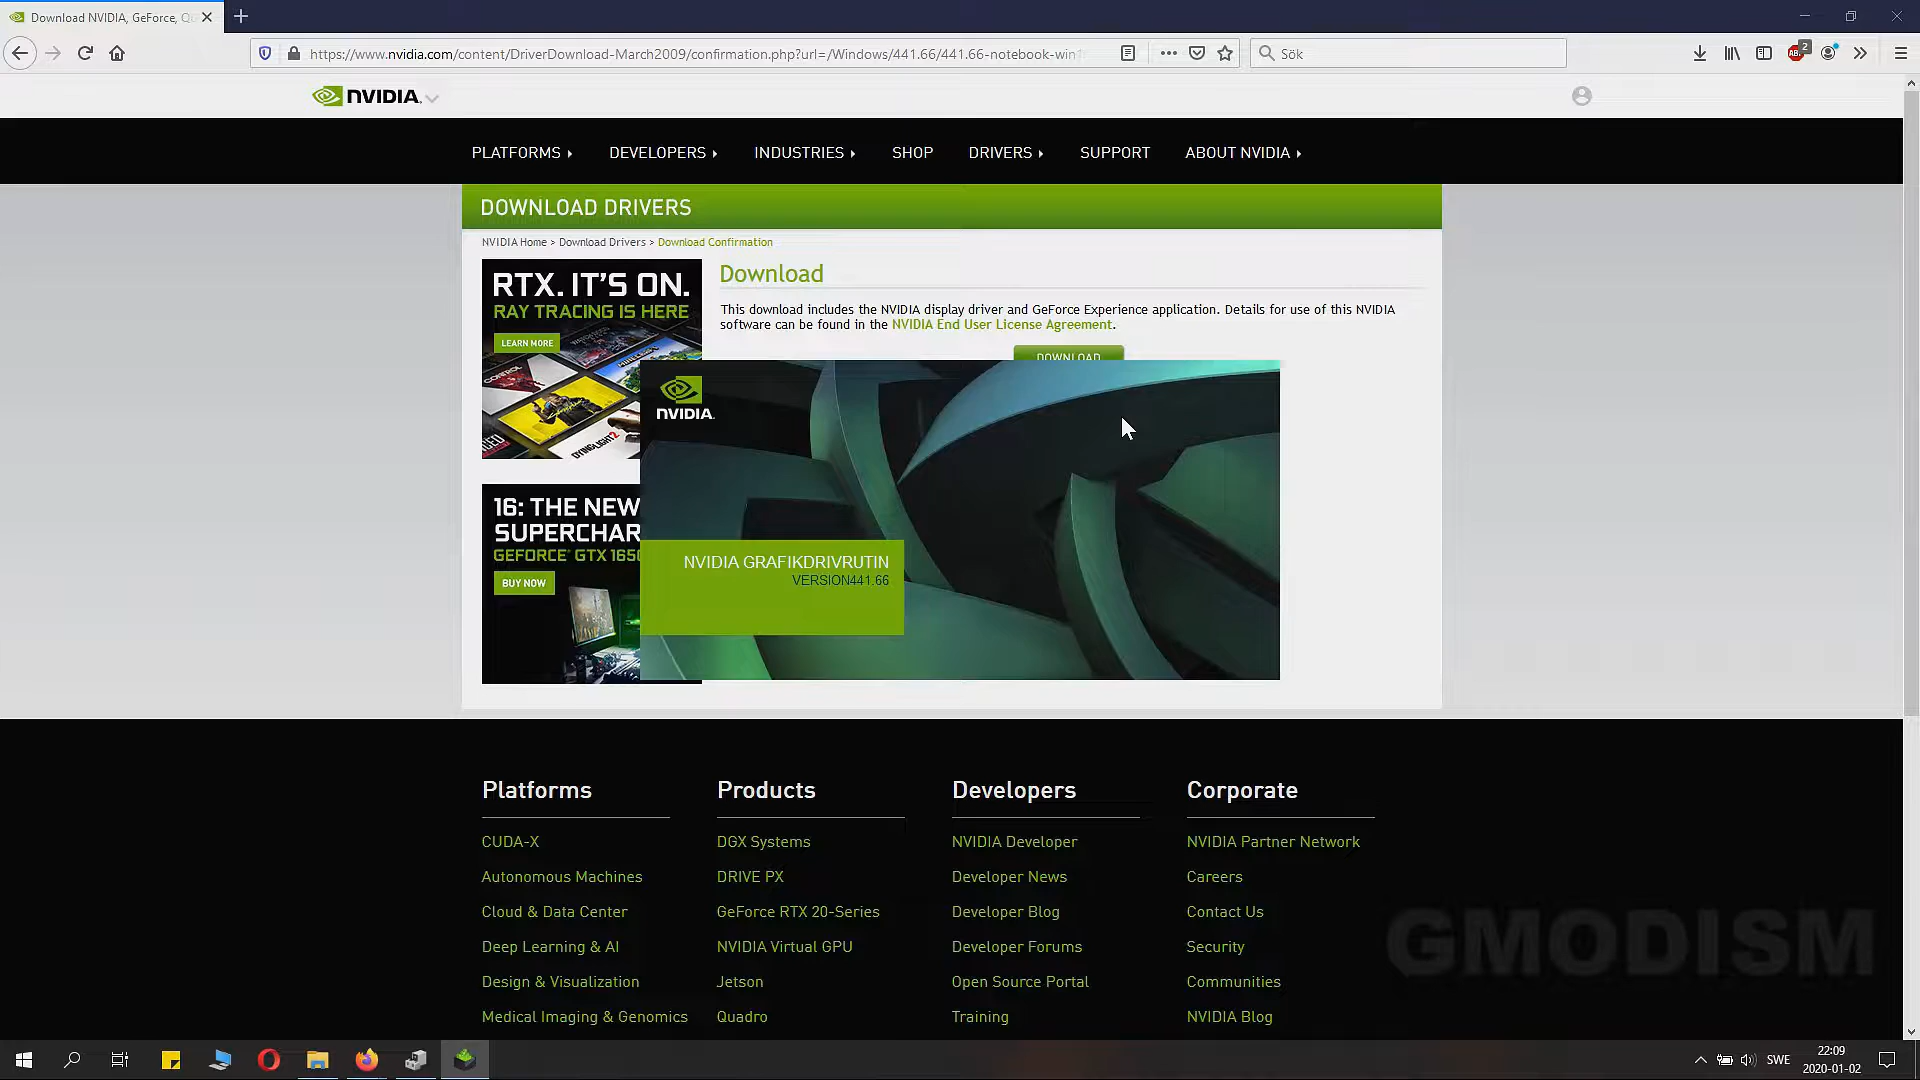 Download NVIDIA, GeForce, Qu
https://www.nvidia.com/content/DriverDownload-March2009/confirmation.php?url=/Windows/441.66/441.66-notebook-win1
Sök
2
NVIDIA.
PLATFORMS
DEVELOPERS
INDUSTRIES
SHOP
DRIVERS
SUPPORT
ABOUT NVIDIA
DOWNLOAD DRIVERS
NVIDIA Home > Download Drivers > Download Confirmation
RTX. IT'S ON.
RAY TRACING IS HERE
LEARN MORE
CONTROL
MINECRAFT
DYINGLIGHT2
Download
This download includes the NVIDIA display driver and GeForce Experience application. Details for use of this NVIDIA
software can be found in the NVIDIA End User License Agreement.
DOWNLOAD
NVIDIA.
NVIDIA GRAFIKDRIVRUTIN
VERSION441.66
16: THE NEW
SUPERCHAR
GEFORCE® GTX 1650
BUY NOW
Platforms
CUDA-X
Autonomous Machines
Cloud & Data Center
Deep Learning & AI
Design & Visualization
Medical Imaging & Genomics
Products
DGX Systems
DRIVE PX
GeForce RTX 20-Series
NVIDIA Virtual GPU
Jetson
Quadro
Developers
NVIDIA Developer
Developer News
Developer Blog
Developer Forums
Open Source Portal
Training
Corporate
NVIDIA Partner Network
Careers
Contact Us
Security
Communities
NVIDIA Blog
GMODISM
SWE
22:09
2020-01-02